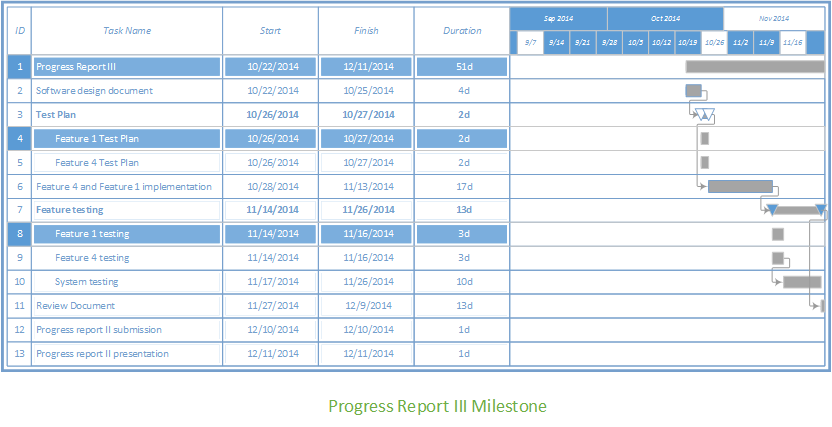 ID Task Name Start Finish Duration Sep 2014 Oct 2014 Nov 2014
9/7 9/14 9/21 9/28 10/5 10/12 10/19 10/26 11/2 11/9 11/16
1 Progress Report III 10/22/2014 12/11/2014 51d
2 Software design document 10/22/2014 10/25/2014 4d
3 Test Plan 10/26/2014 10/27/2014 2d
4 Feature 1 Test Plan 10/26/2014 10/27/2014 2d
5 Feature 4 Test Plan 10/26/2014 10/27/2014 2d
6 Feature 4 and Feature 1 implementation 10/28/2014 11/13/2014 17d
7 Feature testing 11/14/2014 11/26/2014 13d
8 Feature 1 testing 11/14/2014 11/16/2014 3d
9 Feature 4 testing 11/14/2014 11/16/2014 3d
10 System testing 11/17/2014 11/26/2014 10d
11 Review Document 11/27/2014 12/9/2014 13d
12 Progress report II submission 12/10/2014 12/10/2014 1d
13 Progress report II presentation 12/11/2014 12/11/2014 1d
Progress Report III Milestone